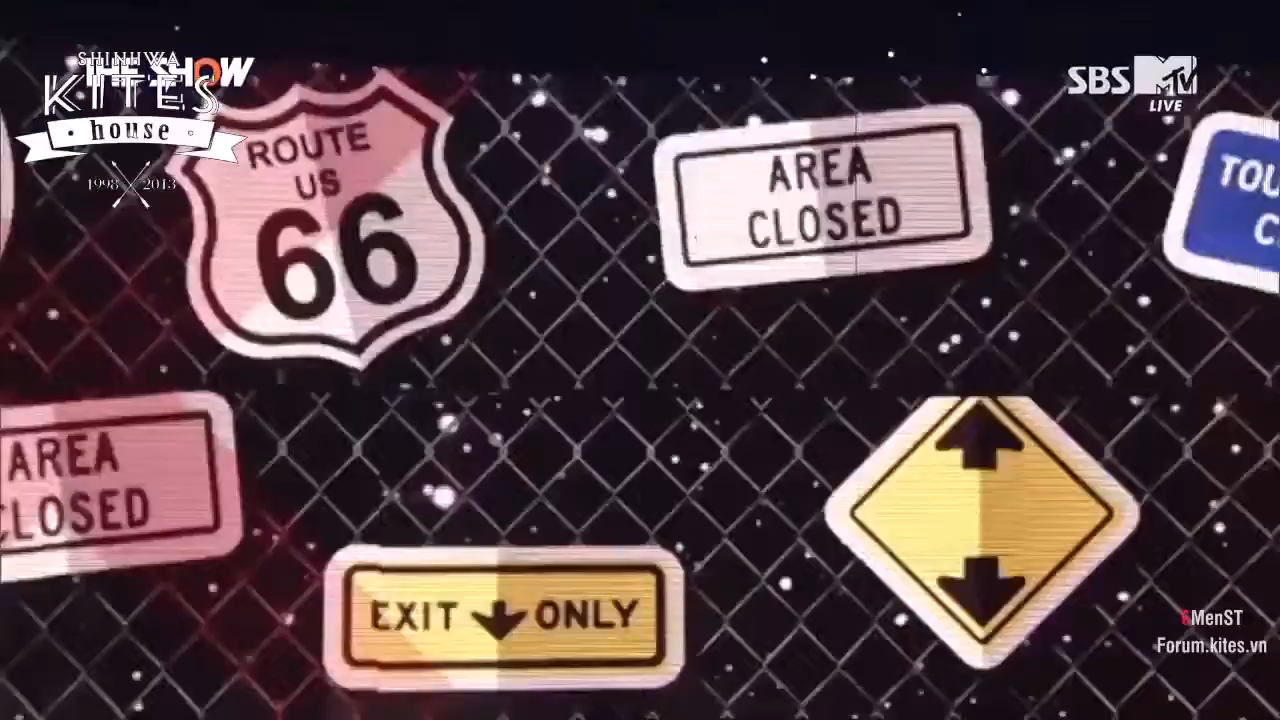 SHINHWA
THE SHOW
KITES
house
1998 2013
SBS MTV
LIVE
ROUTE
US
66
AREA
CLOSED
TOU
C
AREA
CLOSED
EXIT ONLY
6MenST
Forum.kites.vn